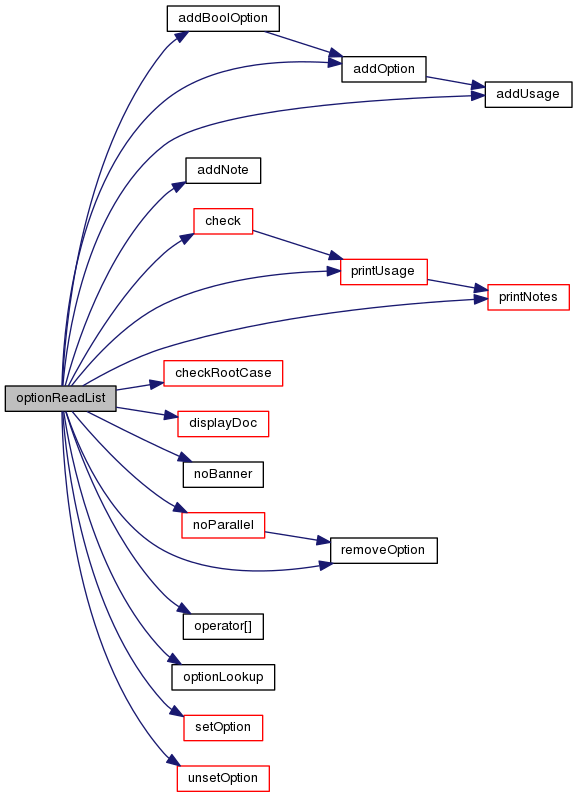 addBoolOption
addOption
addUsage
addNote
check
printUsage
printNotes
checkRootCase
optionReadList
displayDoc
noBanner
noParallel
removeOption
operator[]
optionLookup
setOption
unsetOption